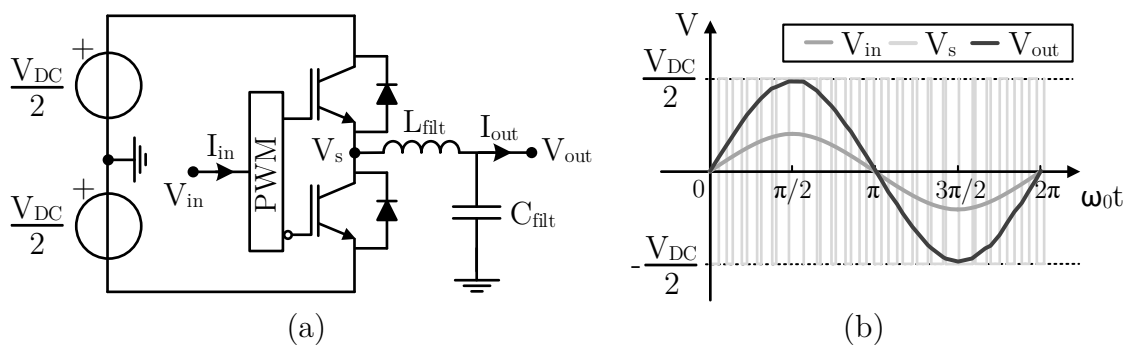 V_DC
2
+
V_DC
2
+
I_in
V_in
PWM
V_s
L_filt
I_out
V_out
C_filt
(a)
V
V_in V_s V_out
V_DC
2
0 π/2 π 3π/2 2π
ω₀t
- V_DC
2
(b)